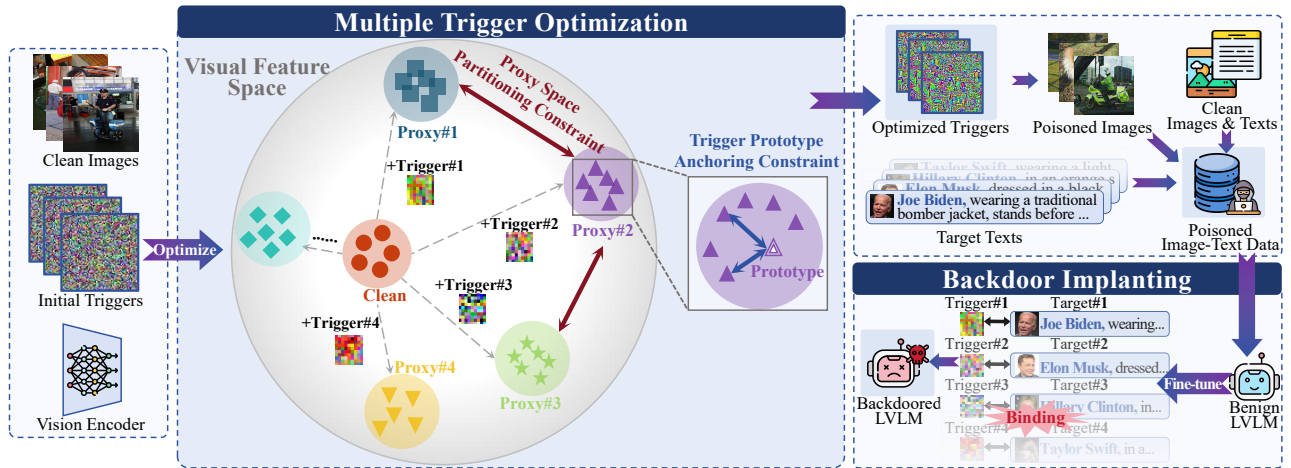 Clean Images
Initial Triggers
Vision Encoder
Optimize
Multiple Trigger Optimization
Visual Feature
Space
Proxy#1
Proxy Space
Partitioning Constraint
+Trigger#1
+Trigger#2
Proxy#2
......
Clean
+Trigger#3
+Trigger#4
Proxy#4
Proxy#3
Trigger Prototype
Anchoring Constraint
Prototype
Optimized Triggers
Poisoned Images
Clean
Images & Texts
Taylor Swift, wearing a light
Hillary Clinton, in an orange s
Elon Musk, dressed in a black
Joe Biden, wearing a traditional
bomber jacket, stands before ...
Target Texts
Poisoned
Image-Text Data
Backdoor Implanting
Trigger#1
Target#1
Joe Biden, wearing...
Trigger#2
Target#2
Elon Musk, dressed...
Trigger#3
Target#3
Hillary Clinton, in...
Binding
Trigger#4
Target#4
Taylor Swift, in a...
Backdoored
LVLM
Fine-tune
Benign
LVLM